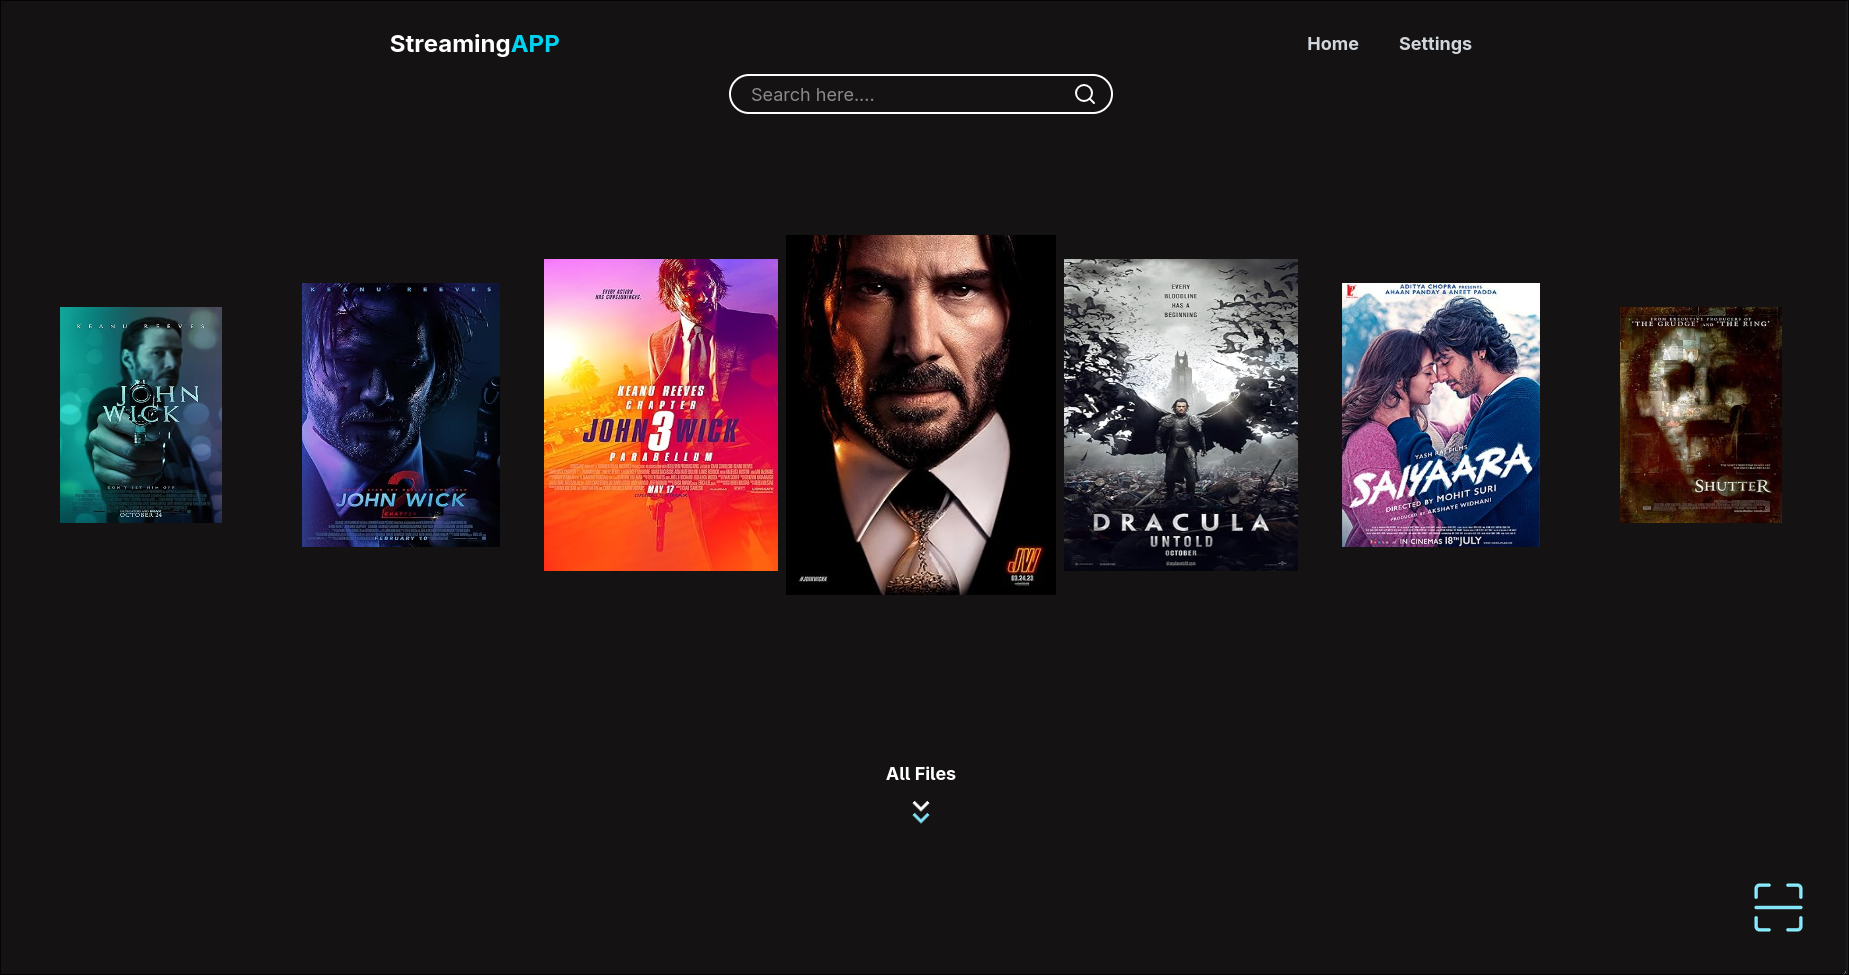 StreamingAPP
Home
Settings
Search here....
KEANU REEVES
JOHN
WICK
DON'T SET HIM OFF
OCTOBER 24
KEANU REEVES
2
JOHN WICK
CHAPTER
FEBRUARY 10
EVERY ACTION
HAS CONSEQUENCES.
KEANU REEVES
CHAPTER
JOHN 3 WICK
PARABELLUM
MAY 17
#JOHNWICK4
JW
03.24.23
EVERY
BLOODLINE
HAS A
BEGINNING
DRACULA
UNTOLD
OCTOBER
ADITYA CHOPRA PRESENTS
AHAAN PANDAY & ANEET PADDA
YASH RAJ FILMS
SAIYAARA
DIRECTED BY MOHIT SURI
PRODUCED BY AKSHAYE WIDHANI
IN CINEMAS 18TH JULY
FROM EXECUTIVE PRODUCERS OF
"THE GRUDGE" AND "THE RING"
SHUTTER
All Files